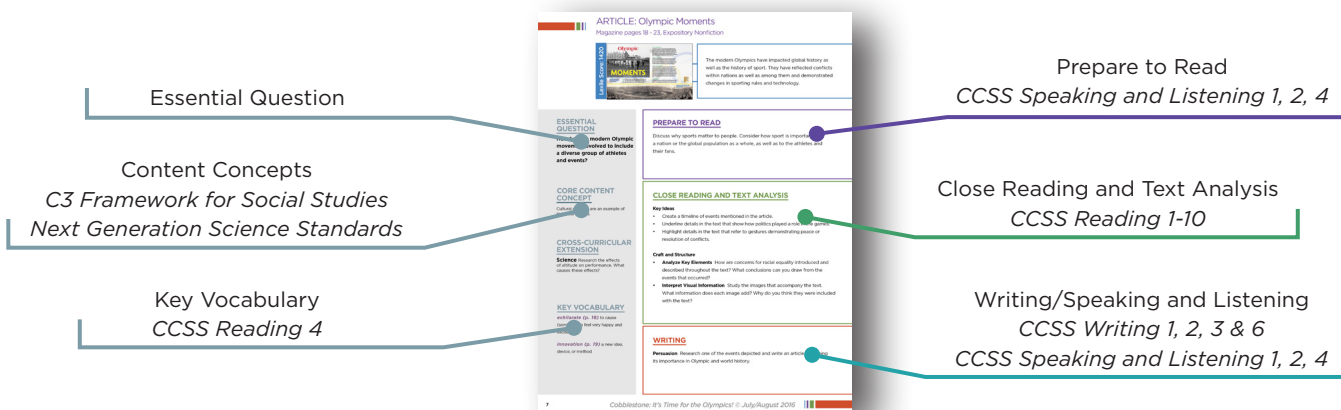 Essential Question
Content Concepts
C3 Framework for Social Studies
Next Generation Science Standards
Key Vocabulary
CCSS Reading 4
ARTICLE: Olympic Moments
Magazine pages 18 - 23, Expository Nonfiction
Lexile Score: 1420
Olympic
MOMENTS
The modern Olympics have impacted global history as
well as the history of sport. They have reflected conflicts
within nations as well as among them and demonstrated
changes in sporting rules and technology.
ESSENTIAL
QUESTION
modern Olympic
to include
a diverse group of athletes
and events?
CORE CONTENT
CONCEPT
are an example of
CROSS-CURRICULAR
EXTENSION
Science Research the effects
of attitude on performance. What
causes these effects?
KEY VOCABULARY
exhilarate (p. 18) to cause
feel very happy and
innovation (p. 19) a new idea,
device, or method
PREPARE TO READ
Discuss why sports matter to people. Consider how sport is
a nation or the global population as a whole, as well as to the athletes and
their fans.
CLOSE READING AND TEXT ANALYSIS
Key Ideas
• Create a timeline of events mentioned in the article.
• Underline details in the text that show how politics played a games.
• Highlight details in the text that refer to gestures demonstrating peace or
resolution of conflicts.
Craft and Structure
• Analyze Key Elements How are concerns for racial equality introduced and
described throughout the text? What conclusions can you draw from the
events that occurred?
• Interpret Visual Information Study the images that accompany the text.
What information does each image add? Why do you think they were included
with the text?
WRITING
Persuasion Research one of the events depicted and write an article
its importance in Olympic and world history.
7
Cobblestone: It's Time for the Olympics! © July/August 2016
Prepare to Read
CCSS Speaking and Listening 1, 2, 4
Close Reading and Text Analysis
CCSS Reading 1-10
Writing/Speaking and Listening
CCSS Writing 1, 2, 3 & 6
CCSS Speaking and Listening 1, 2, 4